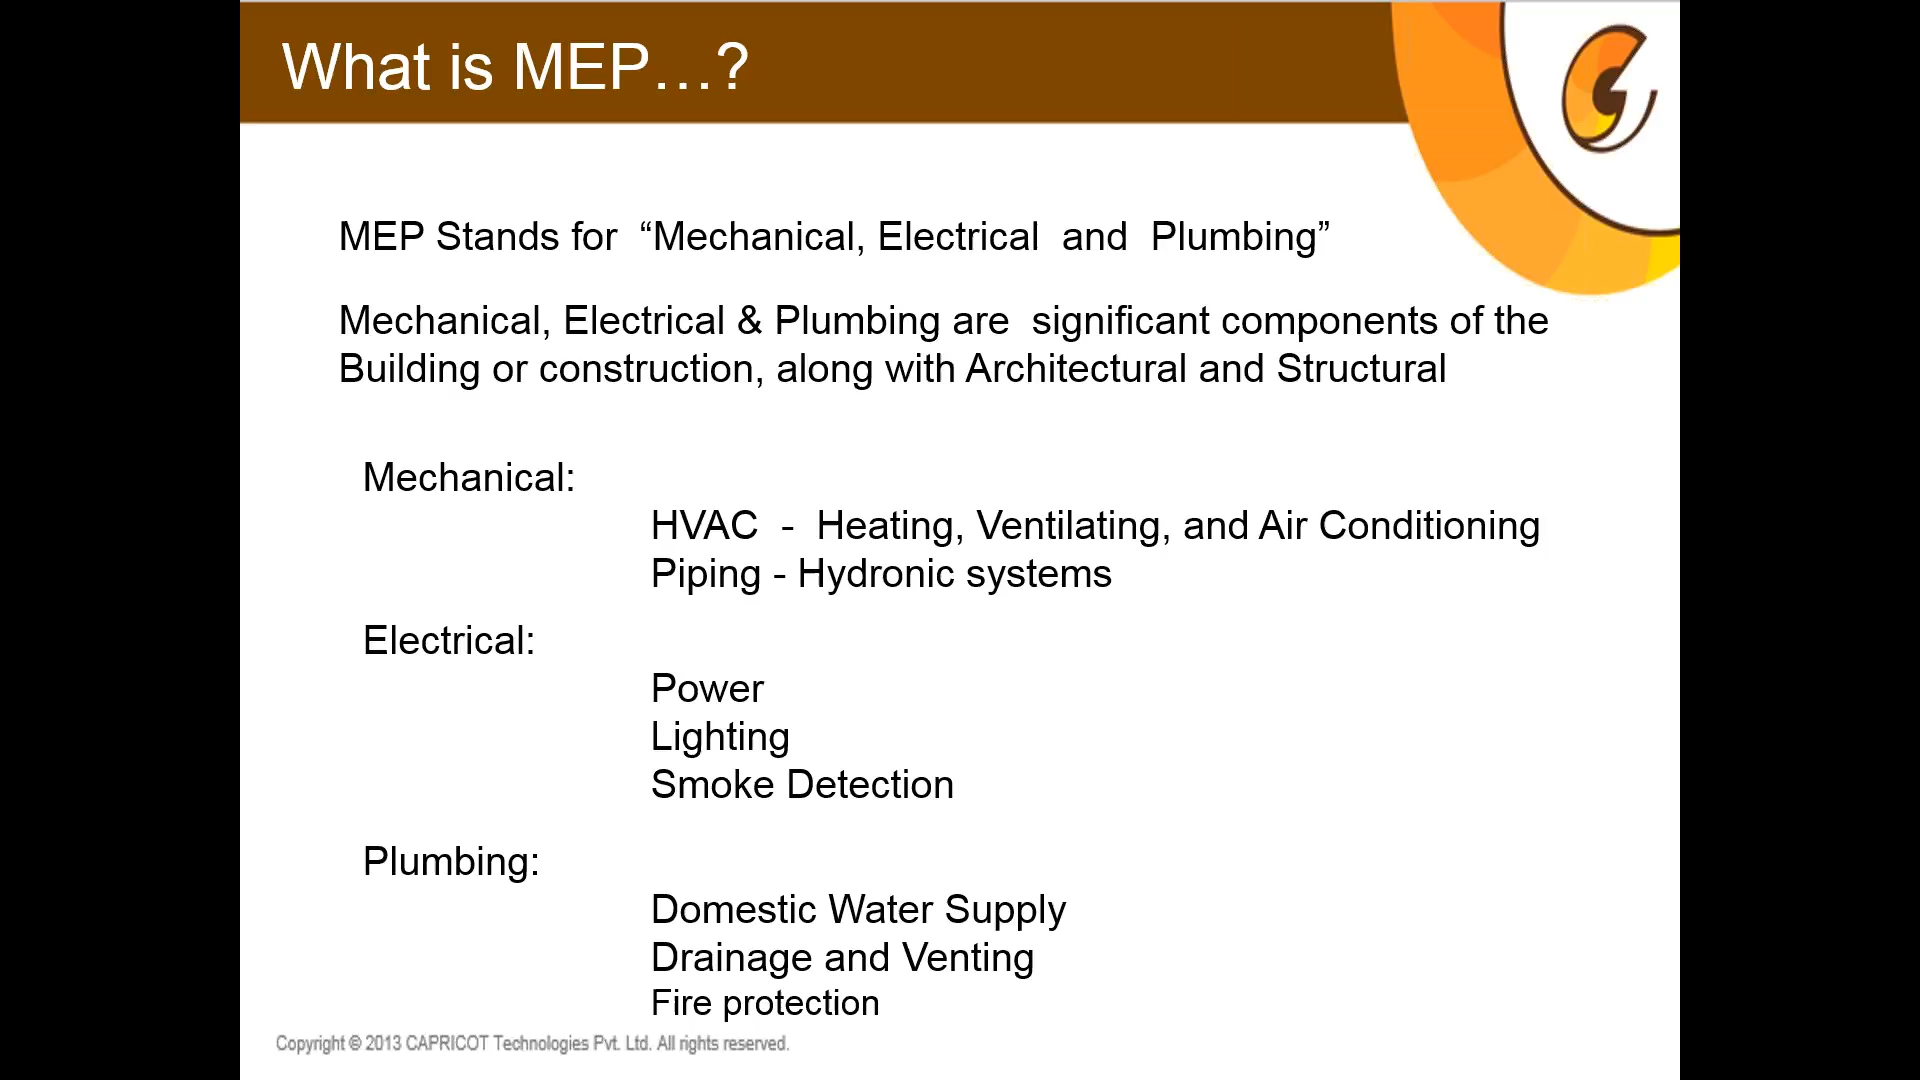 What is MEP…?
MEP Stands for “Mechanical, Electrical and Plumbing”
Mechanical, Electrical & Plumbing are significant components of the
Building or construction, along with Architectural and Structural
Mechanical:
HVAC - Heating, Ventilating, and Air Conditioning
Piping - Hydronic systems
Electrical:
Power
Lighting
Smoke Detection
Plumbing:
Domestic Water Supply
Drainage and Venting
Fire protection
Copyright © 2013 CAPRICOT Technologies Pvt. Ltd. All rights reserved.